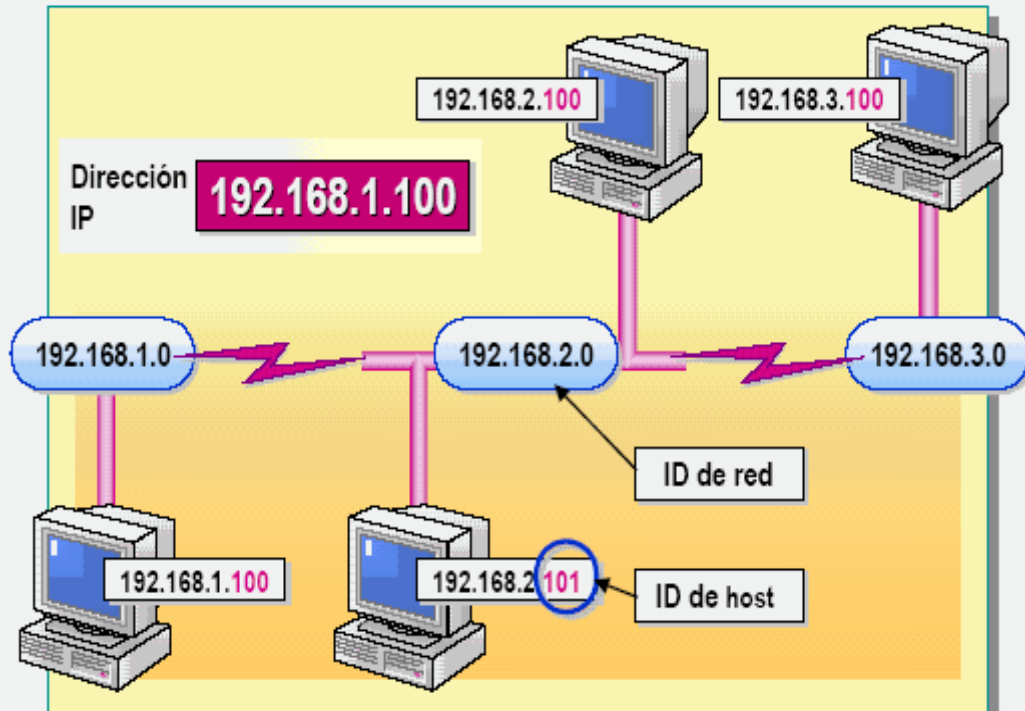 192.168.2.100
192.168.3.100
Dirección
IP
192.168.1.100
192.168.1.0
192.168.2.0
192.168.3.0
ID de red
192.168.1.100
192.168.2.101
ID de host